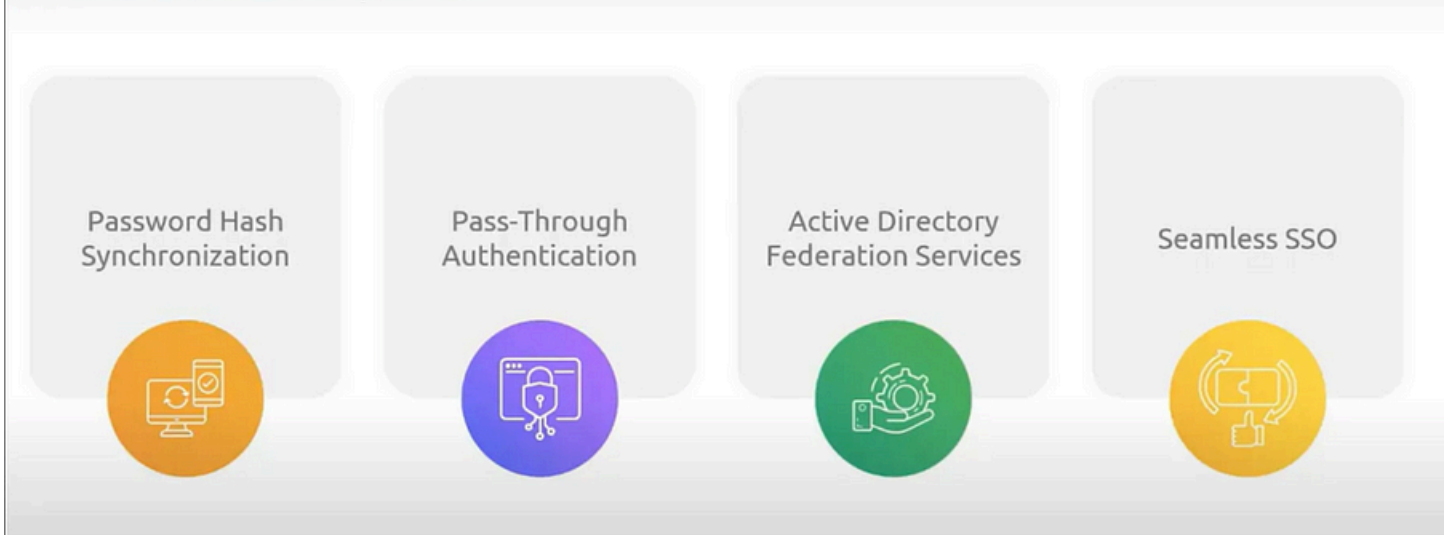 Password Hash
Synchronization
Pass-Through
Authentication
Active Directory
Federation Services
Seamless SSO